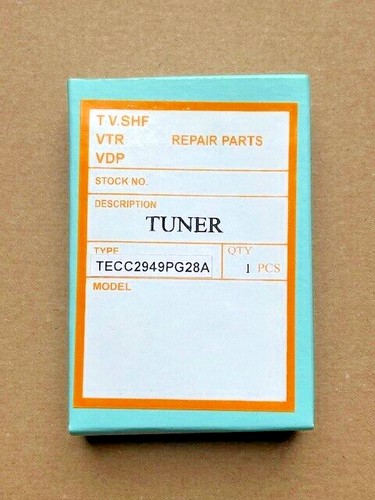 T V.SHF
VTR REPAIR PARTS
VDP
STOCK NO.
DESCRIPTION
TUNER
TYPE QTY
TECC2949PG28A 1 PCS
MODEL